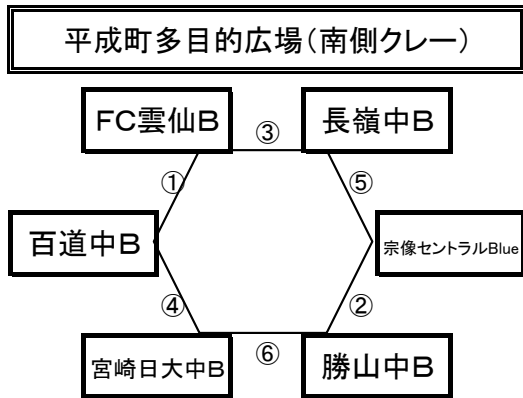 平成町多目的広場(南側クレー)
FC雲仙B
③
長嶺中B
①
⑤
百道中B
宗像セントラルBlue
④
②
宮崎日大中B
⑥
勝山中B